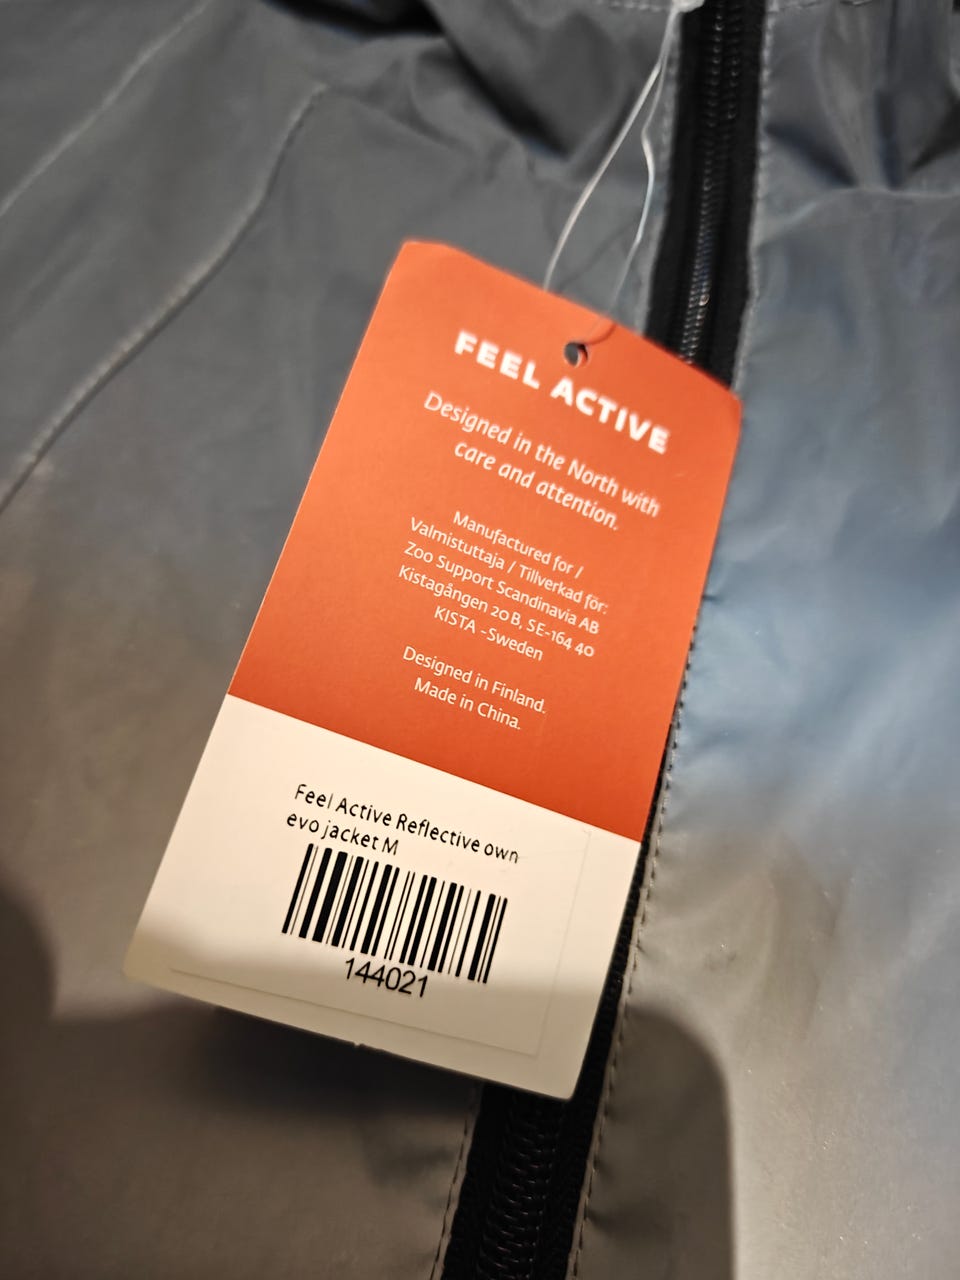 FEEL ACTIVE
Designed in the North with
care and attention.
Manufactured for /
Valmistuttaja / Tillverkad för:
Zoo Support Scandinavia AB
Kistagången 20 B, SE-164 40
KISTA -Sweden
Designed in Finland.
Made in China.
Feel Active Reflective own
evo jacket M
144021